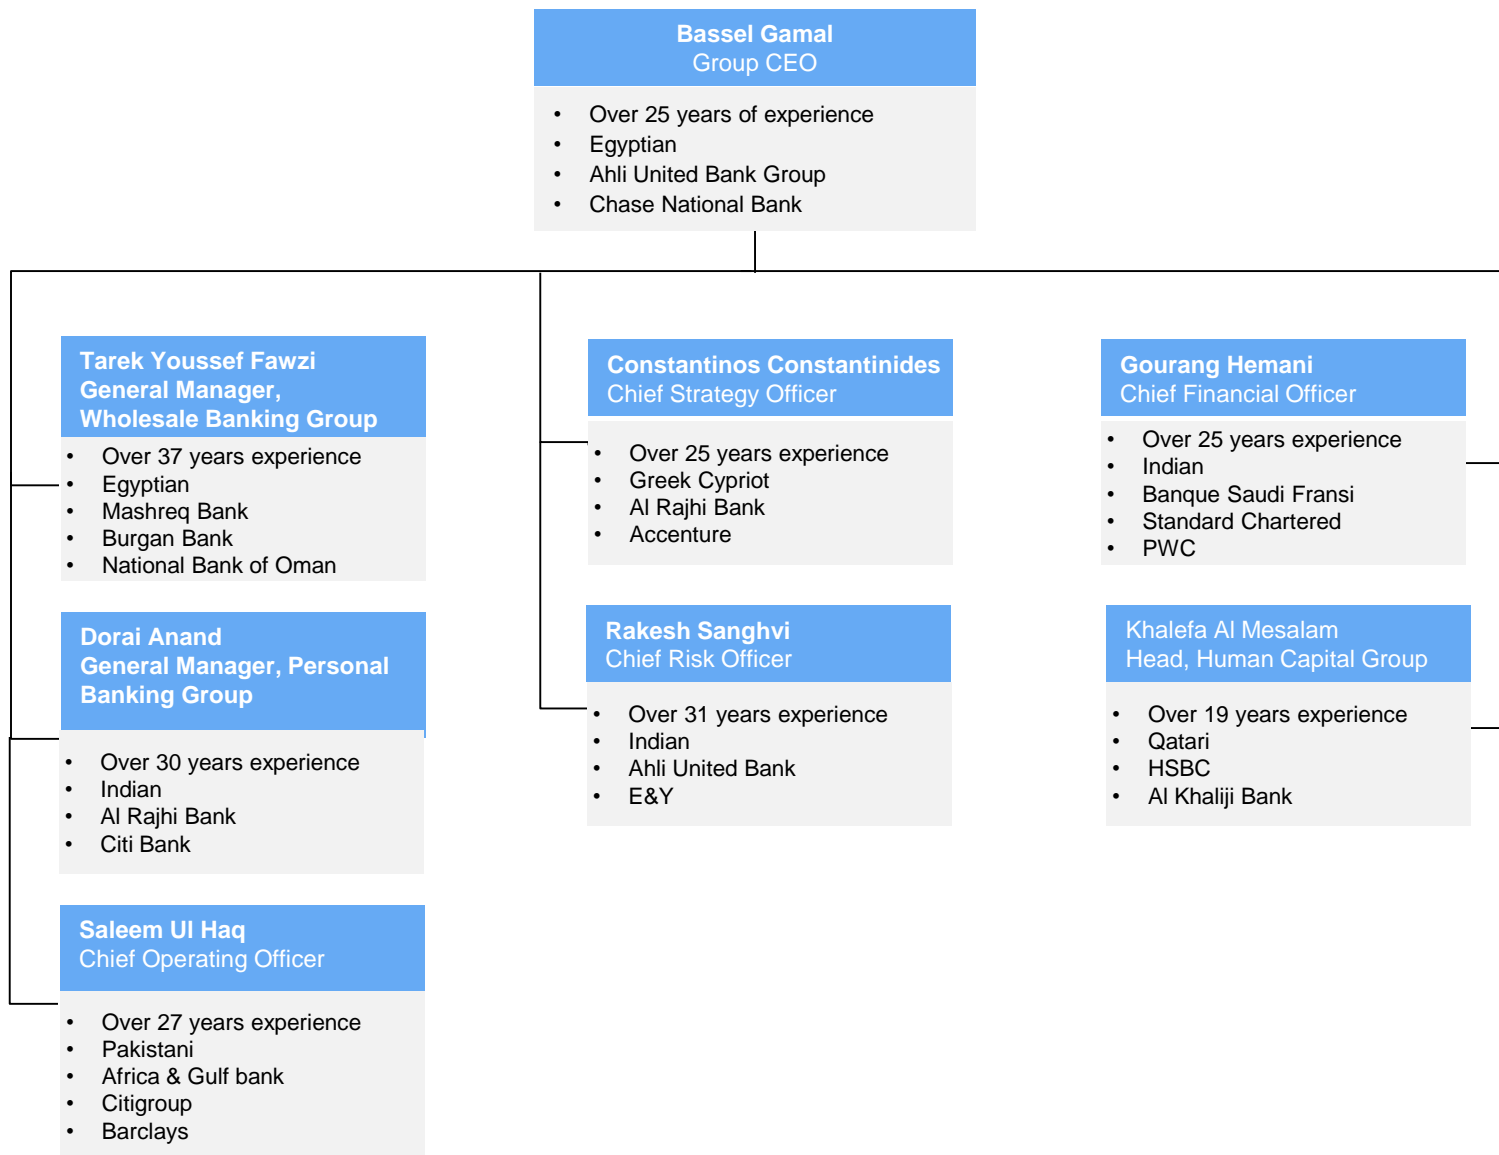 Bassel Gamal
Group CEO
• Over 25 years of experience
• Egyptian
• Ahli United Bank Group
• Chase National Bank
Tarek Youssef Fawzi
General Manager,
Wholesale Banking Group
• Over 37 years experience
• Egyptian
• Mashreq Bank
• Burgan Bank
• National Bank of Oman
Constantinos Constantinides
Chief Strategy Officer
• Over 25 years experience
• Greek Cypriot
• Al Rajhi Bank
• Accenture
Gourang Hemani
Chief Financial Officer
• Over 25 years experience
• Indian
• Banque Saudi Fransi
• Standard Chartered
• PWC
Dorai Anand
General Manager, Personal
Banking Group
• Over 30 years experience
• Indian
• Al Rajhi Bank
• Citi Bank
Rakesh Sanghvi
Chief Risk Officer
• Over 31 years experience
• Indian
• Ahli United Bank
• E&Y
Khalefa Al Mesalam
Head, Human Capital Group
• Over 19 years experience
• Qatari
• HSBC
• Al Khaliji Bank
Saleem Ul Haq
Chief Operating Officer
• Over 27 years experience
• Pakistani
• Africa & Gulf bank
• Citigroup
• Barclays